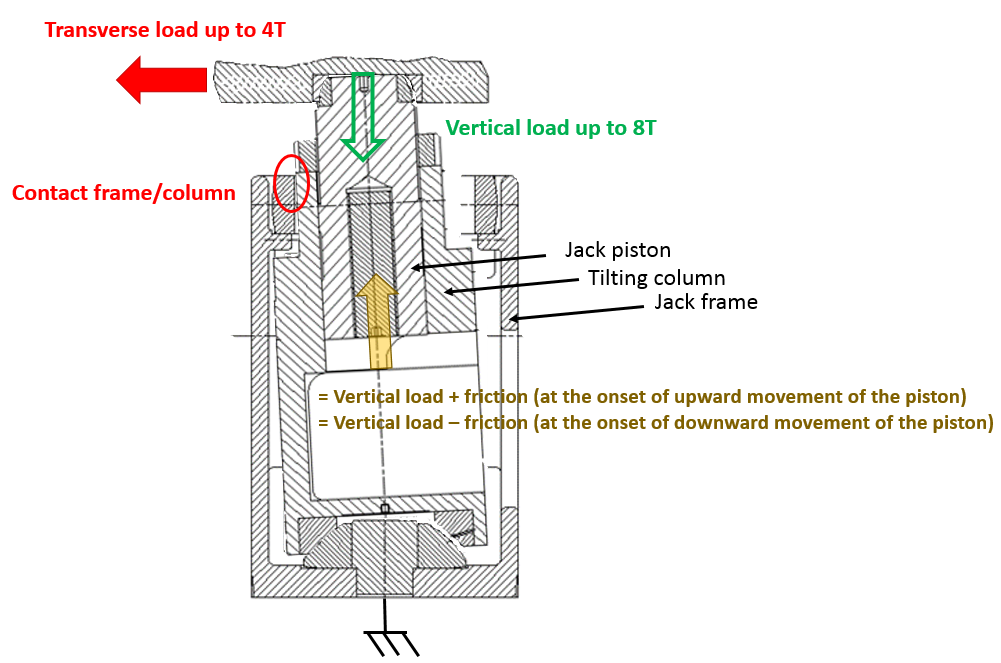 Transverse load up to 4T
Vertical load up to 8T
Contact frame/column
Jack piston
Tilting column
Jack frame
= Vertical load + friction (at the onset of upward movement of the piston)
= Vertical load – friction (at the onset of downward movement of the piston)